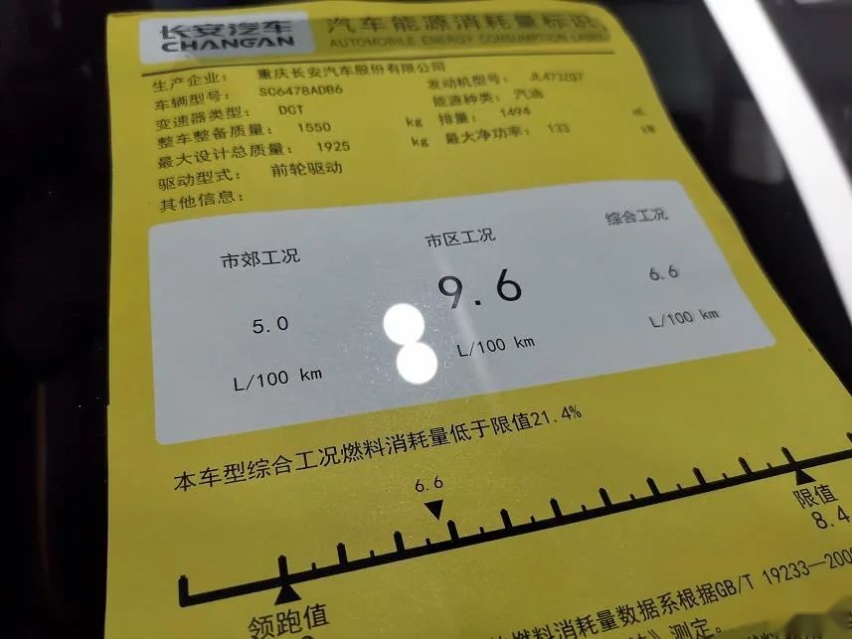 长安汽车
CHANGAN
汽车能源消耗量标识
AUTOMOBILE ENERGY CONSUMPTION LABEL
生产企业： 重庆长安汽车股份有限公司
车辆型号： SC6478ADB6 发动机型号： JL473ZQ7
变速器类型： DCT 能源种类： 汽油
整车整备质量： 1550 kg 排量： 1494 mL
最大设计总质量： 1925 kg 最大净功率： 133 kW
驱动型式： 前轮驱动
其他信息：
市郊工况 市区工况 综合工况
5.0 9.6 6.6
L/100 km L/100 km L/100 km
本车型综合工况燃料消耗量低于限值21.4%
6.6
领跑值 限值
8.4
燃料消耗量数据系根据GB/T 19233—200
测定。